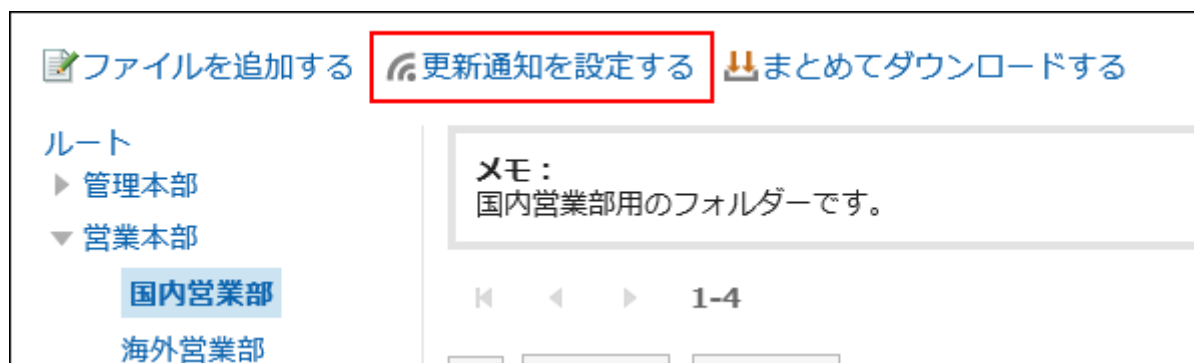 ファイルを追加する 更新通知を設定する まとめてダウンロードする
ルート
管理本部
営業本部
国内営業部
海外営業部
メモ：
国内営業部用のフォルダーです。
1-4